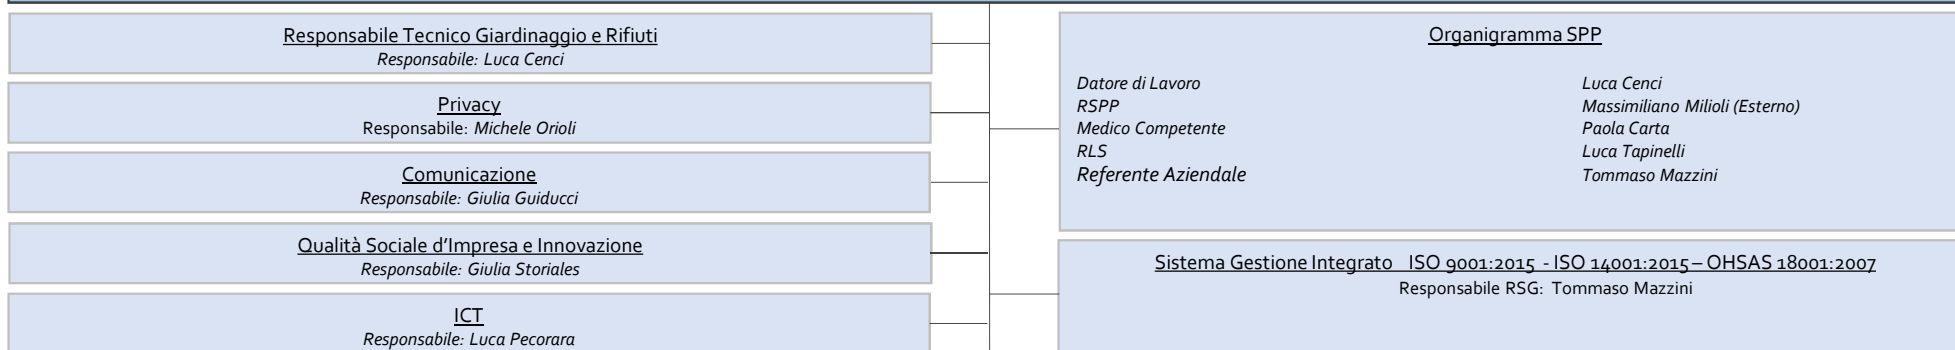 Responsabile Tecnico Giardinaggio e Rifiuti
Responsabile: Luca Cenci
Privacy
Responsabile: Michele Orioli
Comunicazione
Responsabile: Giulia Guiducci
Qualità Sociale d'Impresa e Innovazione
Responsabile: Giulia Storiales
ICT
Responsabile: Luca Pecorara
Organigramma SPP
Datore di Lavoro Luca Cenci
RSPP Massimiliano Milioli (Esterno)
Medico Competente Paola Carta
RLS Luca Tapinelli
Referente Aziendale Tommaso Mazzini
Sistema Gestione Integrato ISO 9001:2015 - ISO 14001:2015 – OHSAS 18001:2007
Responsabile RSG: Tommaso Mazzini